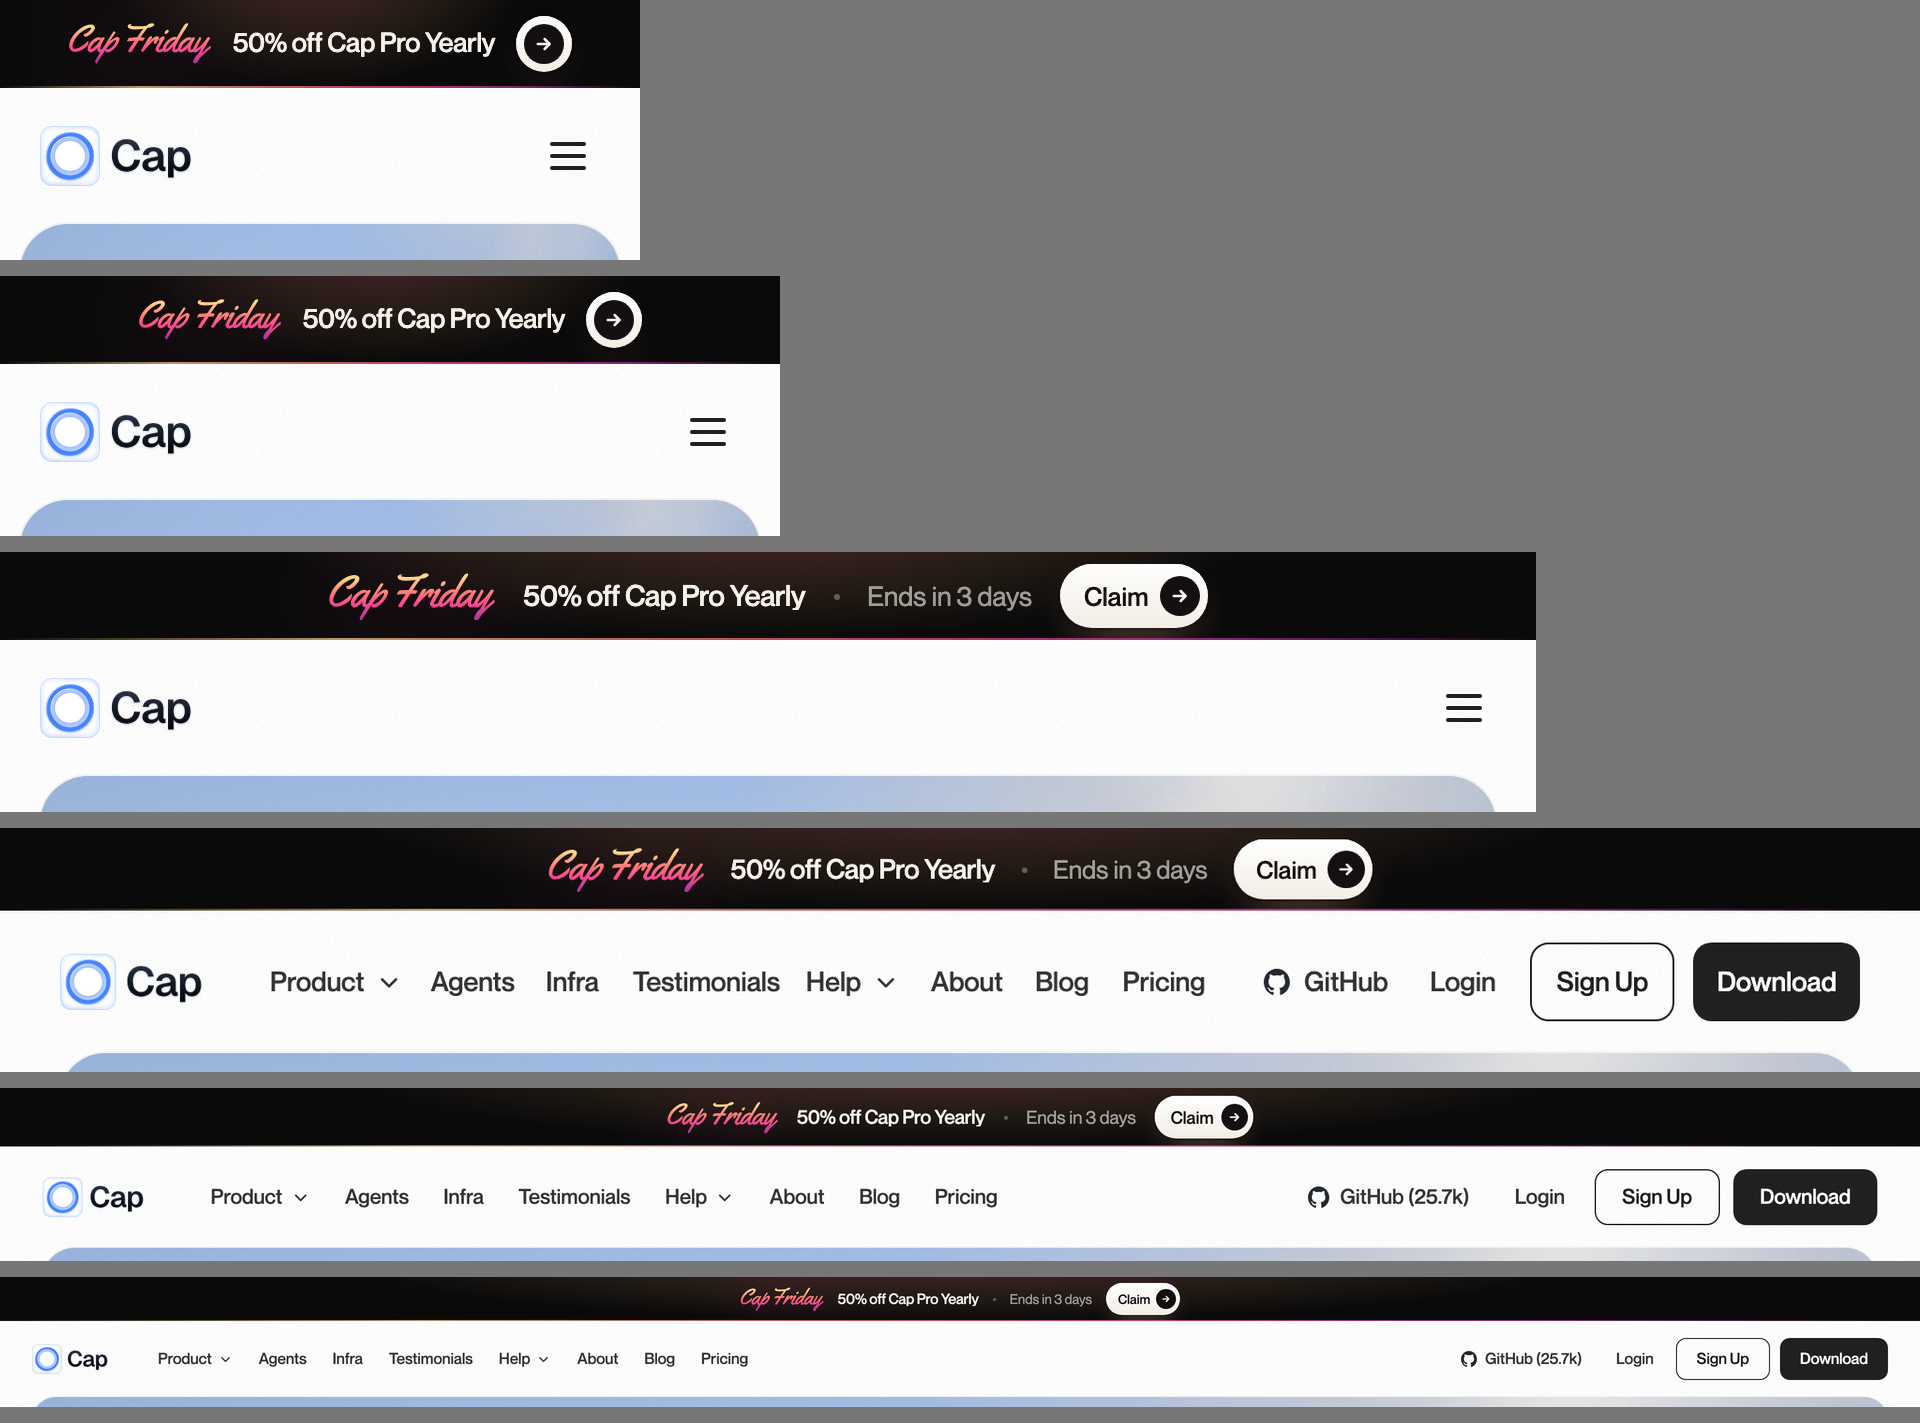 Cap Friday 50% off Cap Pro Yearly
Cap
Cap Friday 50% off Cap Pro Yearly
Cap
Cap Friday 50% off Cap Pro Yearly • Ends in 3 days Claim
Cap
Cap Friday 50% off Cap Pro Yearly • Ends in 3 days Claim
Cap Product Agents Infra Testimonials Help About Blog Pricing GitHub Login Sign Up Download
Cap Friday 50% off Cap Pro Yearly • Ends in 3 days Claim
Cap Product Agents Infra Testimonials Help About Blog Pricing GitHub (25.7k) Login Sign Up Download
Cap Friday 50% off Cap Pro Yearly • Ends in 3 days Claim
Cap Product Agents Infra Testimonials Help About Blog Pricing GitHub (25.7k) Login Sign Up Download